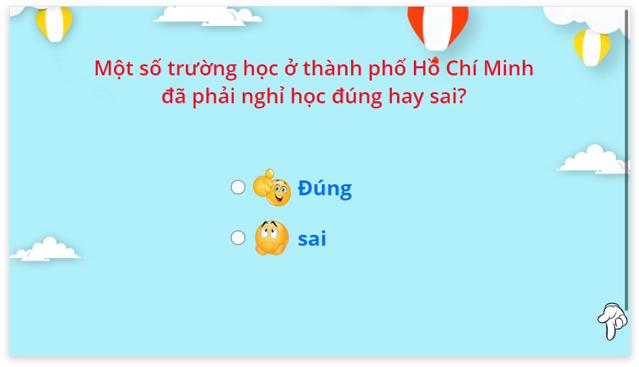 Một số trường học ở thành phố Hồ Chí Minh
đã phải nghỉ học đúng hay sai?
Đúng
sai